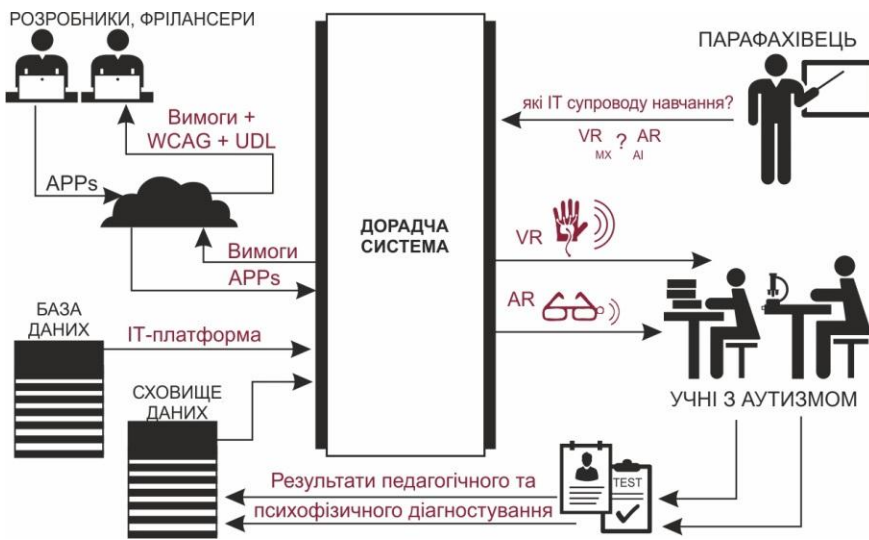 РОЗРОБНИКИ, ФРІЛАНСЕРИ
Вимоги +
WCAG + UDL
APPs
Вимоги
APPs
БАЗА
ДАНИХ
ІТ-платформа
СХОВИЩЕ
ДАНИХ
ДОРАДЧА
СИСТЕМА
ПАРАФАХІВЕЦЬ
які ІТ супроводу навчання?
VR ? AR
MX AI
VR
AR
УЧНІ З АУТИЗМОМ
TEST
Результати педагогічного та
психофізичного діагностування